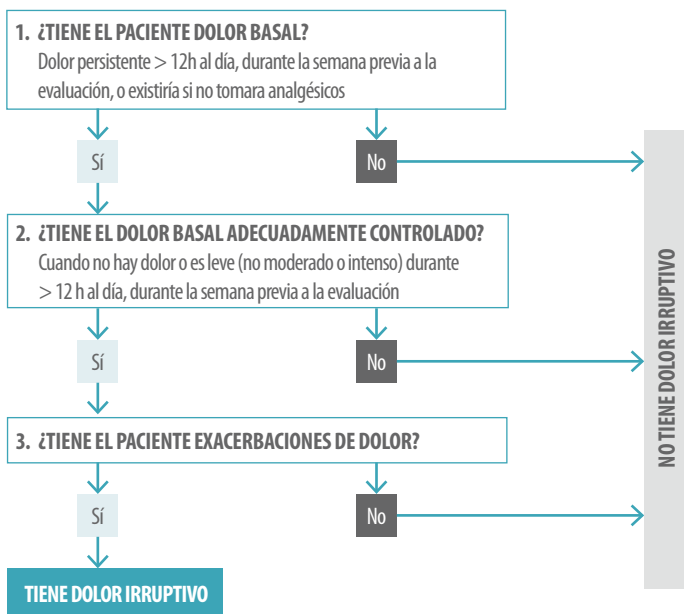 1. ¿TIENE EL PACIENTE DOLOR BASAL?
Dolor persistente > 12h al día, durante la semana previa a la
evaluación, o existiría si no tomara analgésicos
Sí
No
2. ¿TIENE EL DOLOR BASAL ADECUADAMENTE CONTROLADO?
Cuando no hay dolor o es leve (no moderado o intenso) durante
> 12 h al día, durante la semana previa a la evaluación
Sí
No
3. ¿TIENE EL PACIENTE EXACERBACIONES DE DOLOR?
Sí
No
TIENE DOLOR IRRUPTIVO
NO TIENE DOLOR IRRUPTIVO